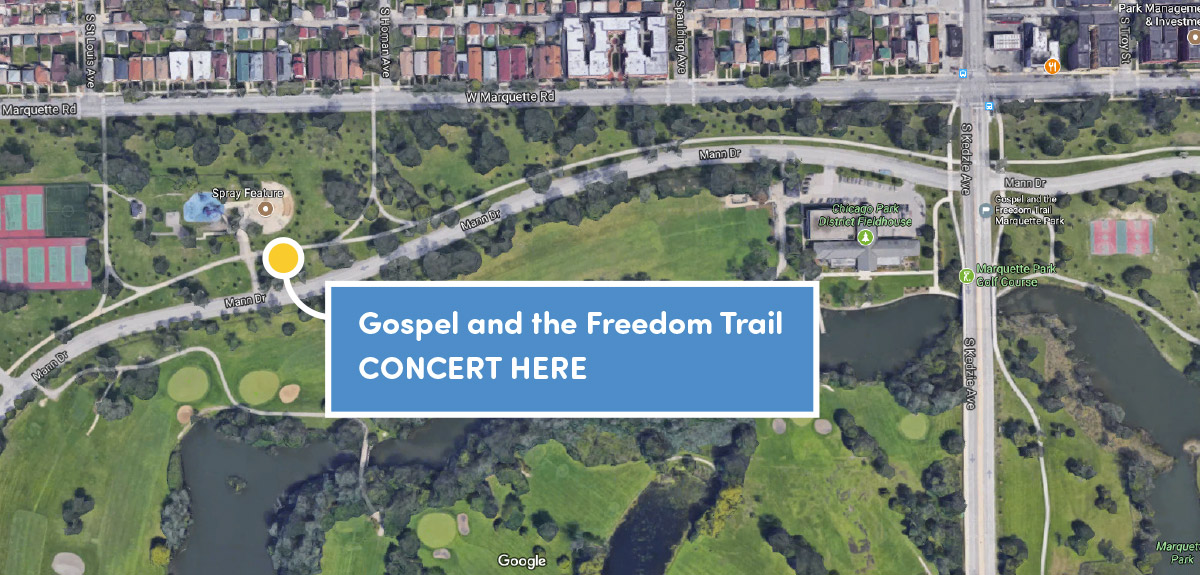 Park Manageme
& Investm
S St Louis Ave
S Homan Ave
Spaulding Ave
S Troy St
Marquette Rd
W Marquette Rd
S Kedzie Ave
Mann Dr
Mann Dr
Spray Feature
Mann Dr
Chicago Park
District Fieldhouse
Gospel and the
Freedom Trail
Marquette Park
Mann Dr
Marquette Park
Golf Course
Mann Dr
Gospel and the Freedom Trail
CONCERT HERE
S Kedzie Ave
Google
Marquett
Park